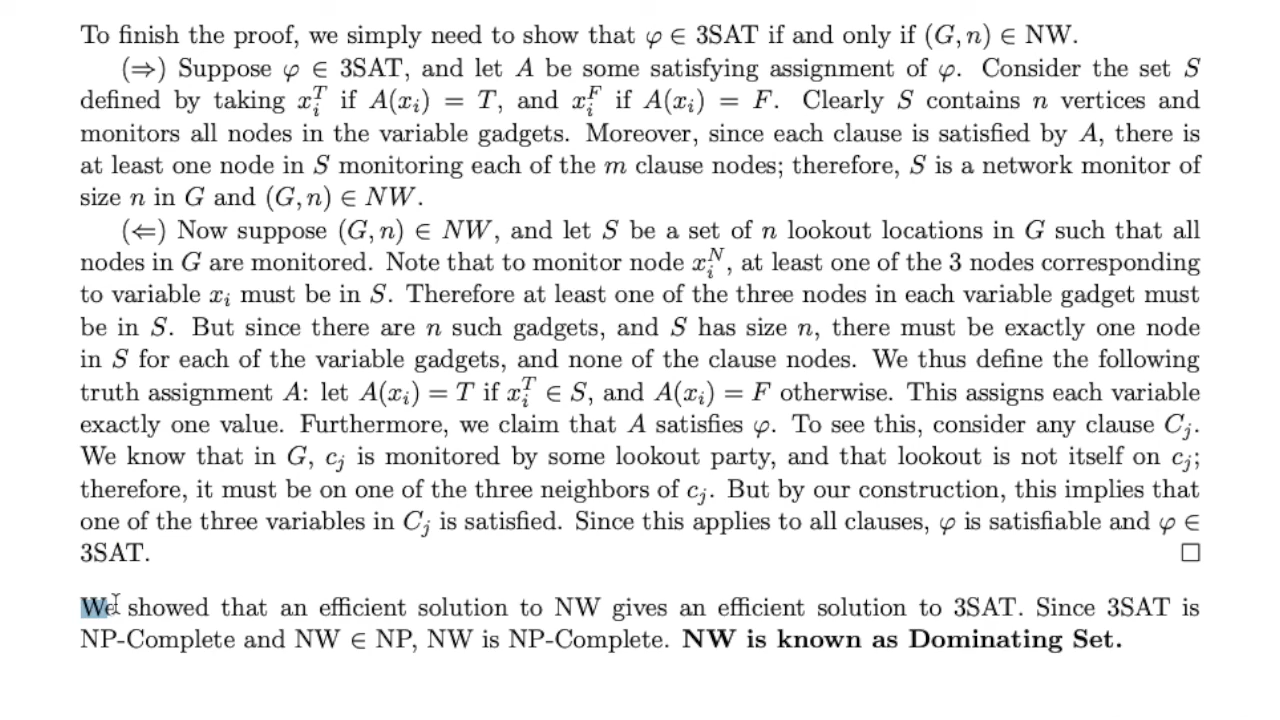 To finish the proof, we simply need to show that φ ∈ 3SAT if and only if (G, n) ∈ NW.
(⇒) Suppose φ ∈ 3SAT, and let A be some satisfying assignment of φ. Consider the set S
defined by taking x_i^T if A(x_i) = T, and x_i^F if A(x_i) = F. Clearly S contains n vertices and
monitors all nodes in the variable gadgets. Moreover, since each clause is satisfied by A, there is
at least one node in S monitoring each of the m clause nodes; therefore, S is a network monitor of
size n in G and (G, n) ∈ NW.
(⇐) Now suppose (G, n) ∈ NW, and let S be a set of n lookout locations in G such that all
nodes in G are monitored. Note that to monitor node x_i^N, at least one of the 3 nodes corresponding
to variable x_i must be in S. Therefore at least one of the three nodes in each variable gadget must
be in S. But since there are n such gadgets, and S has size n, there must be exactly one node
in S for each of the variable gadgets, and none of the clause nodes. We thus define the following
truth assignment A: let A(x_i) = T if x_i^T ∈ S, and A(x_i) = F otherwise. This assigns each variable
exactly one value. Furthermore, we claim that A satisfies φ. To see this, consider any clause C_j.
We know that in G, c_j is monitored by some lookout party, and that lookout is not itself on c_j;
therefore, it must be on one of the three neighbors of c_j. But by our construction, this implies that
one of the three variables in C_j is satisfied. Since this applies to all clauses, φ is satisfiable and φ ∈
3SAT. □
We showed that an efficient solution to NW gives an efficient solution to 3SAT. Since 3SAT is
NP-Complete and NW ∈ NP, NW is NP-Complete. NW is known as Dominating Set.